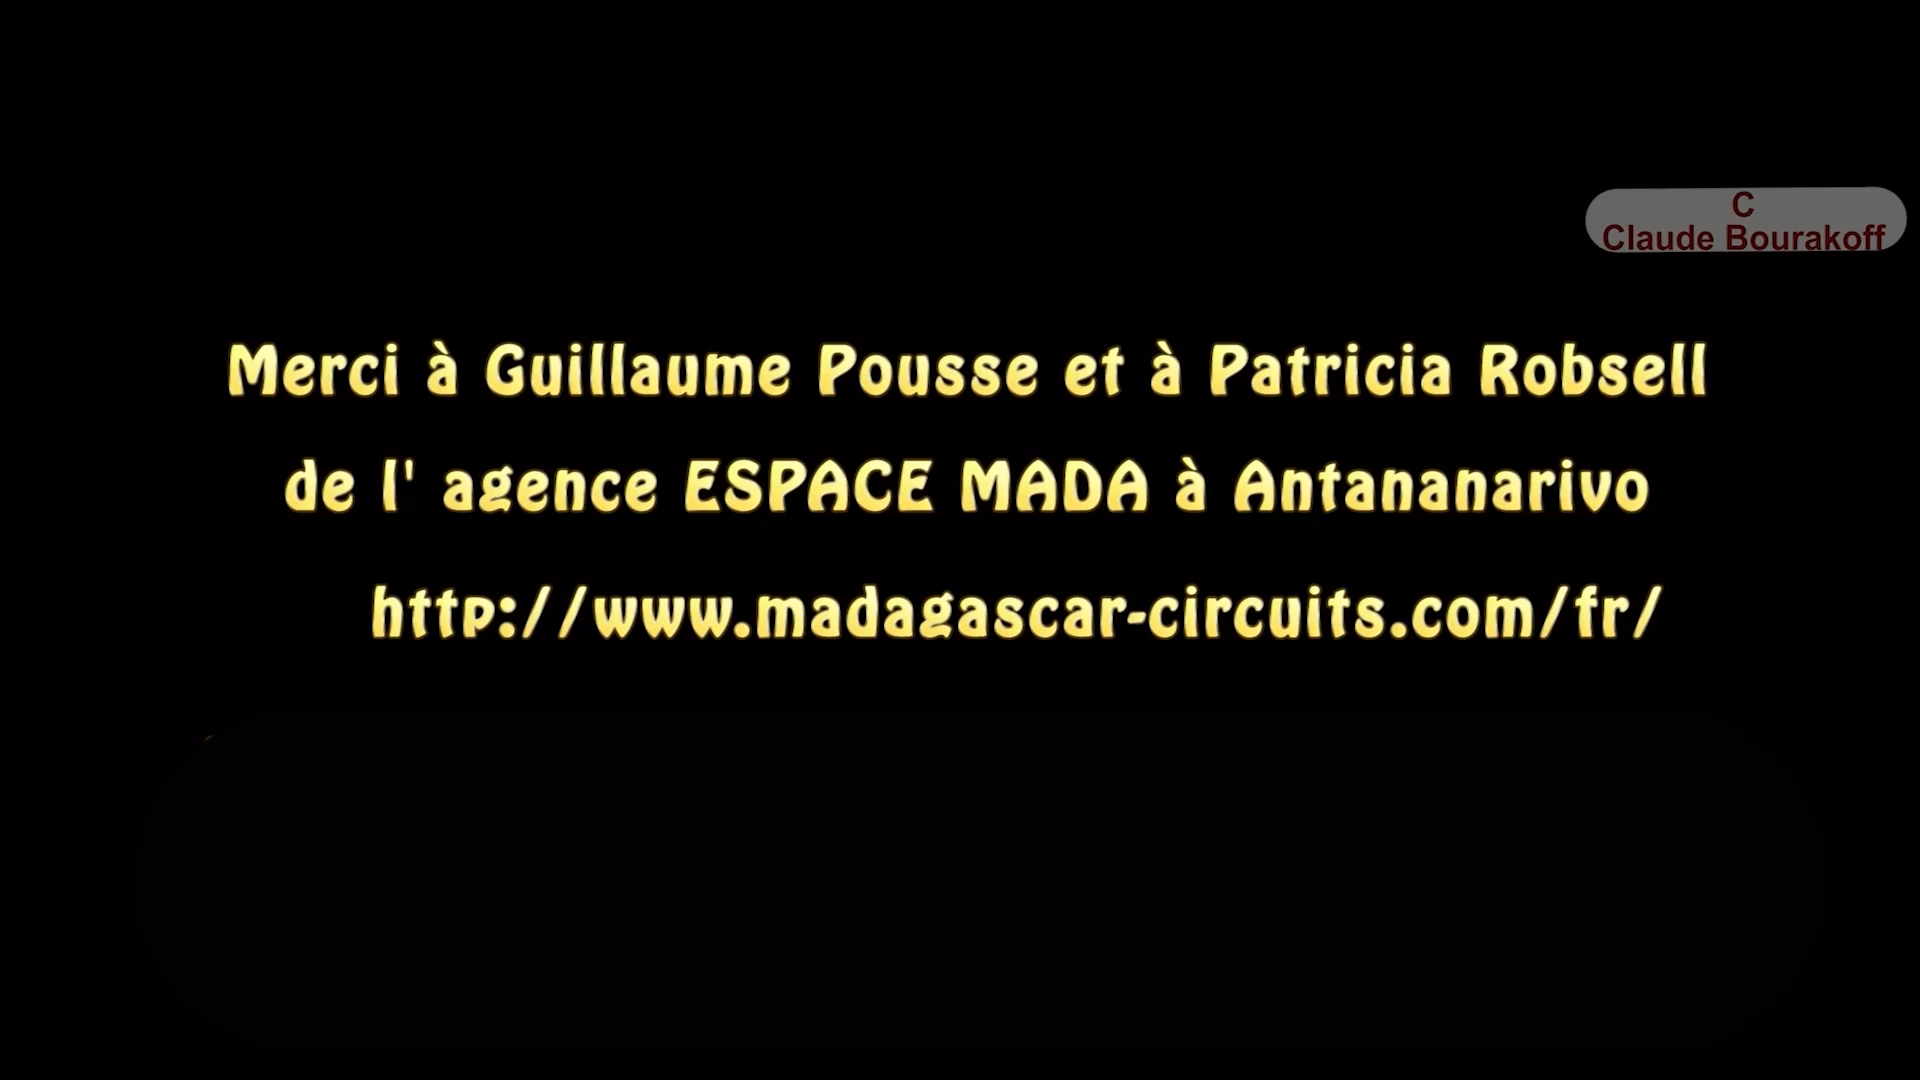 C
Claude Bourakoff
Merci à Guillaume Pousse et à Patricia Robsell
de l' agence ESPACE MADA à Antananarivo
http://www.madagascar-circuits.com/fr/